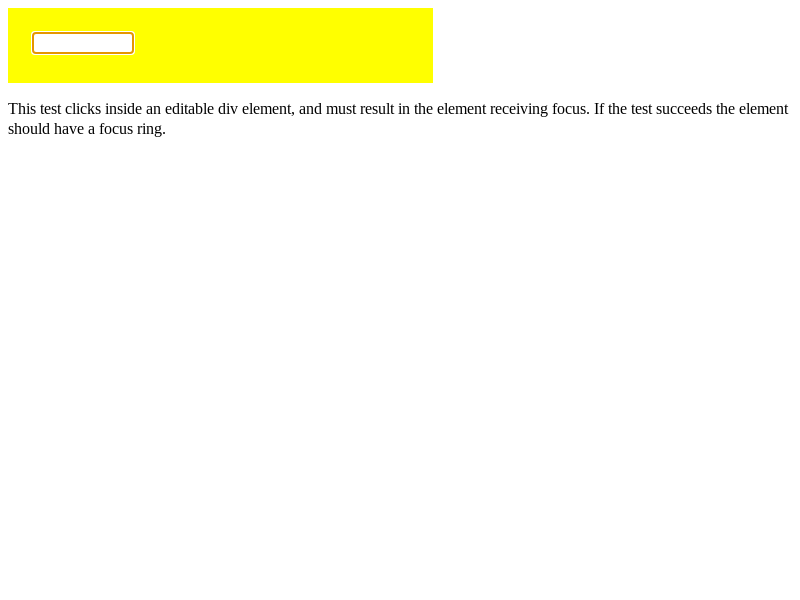 This test clicks inside an editable div element, and must result in the element receiving focus. If the test succeeds the element
should have a focus ring.